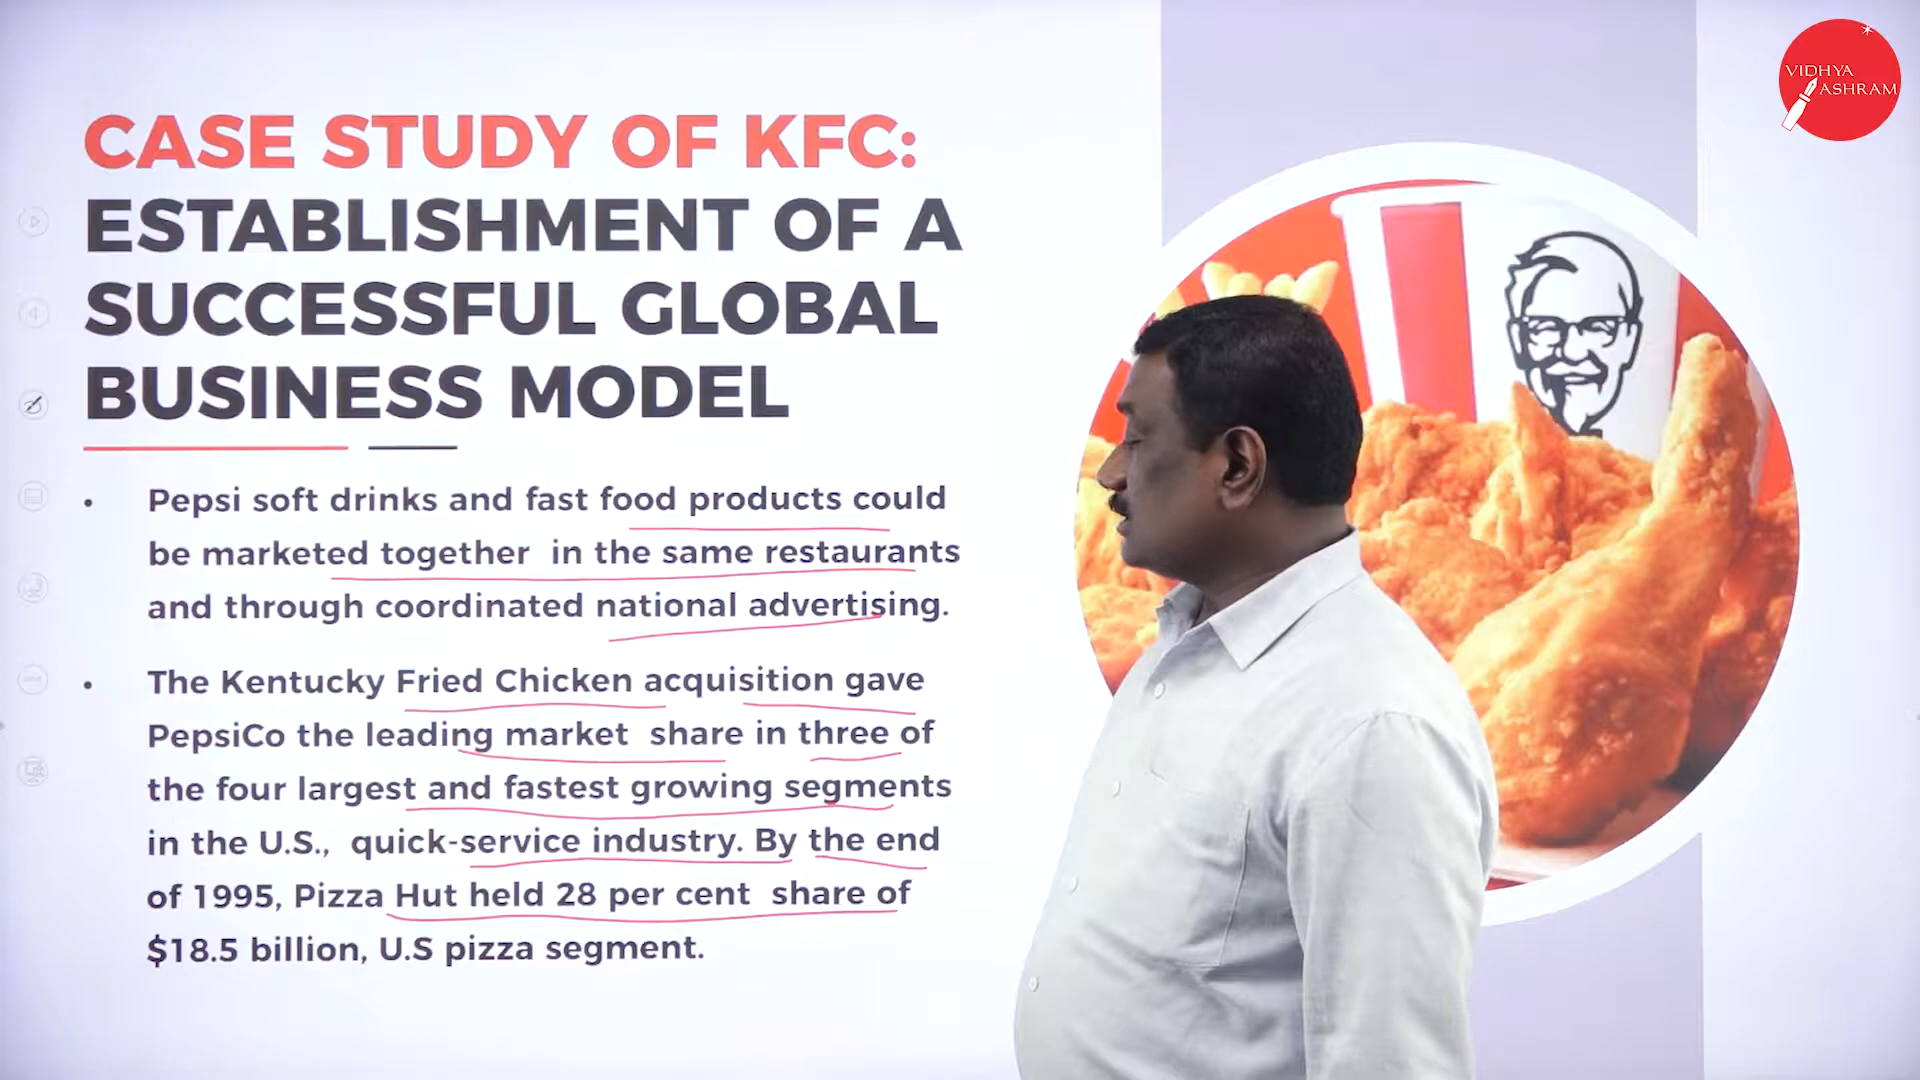 VIDHYA
ASHRAM
CASE STUDY OF KFC:
ESTABLISHMENT OF A
SUCCESSFUL GLOBAL
BUSINESS MODEL
• Pepsi soft drinks and fast food products could
be marketed together in the same restaurants
and through coordinated national advertising.
• The Kentucky Fried Chicken acquisition gave
PepsiCo the leading market share in three of
the four largest and fastest growing segments
in the U.S., quick-service industry. By the end
of 1995, Pizza Hut held 28 per cent share of
$18.5 billion, U.S pizza segment.